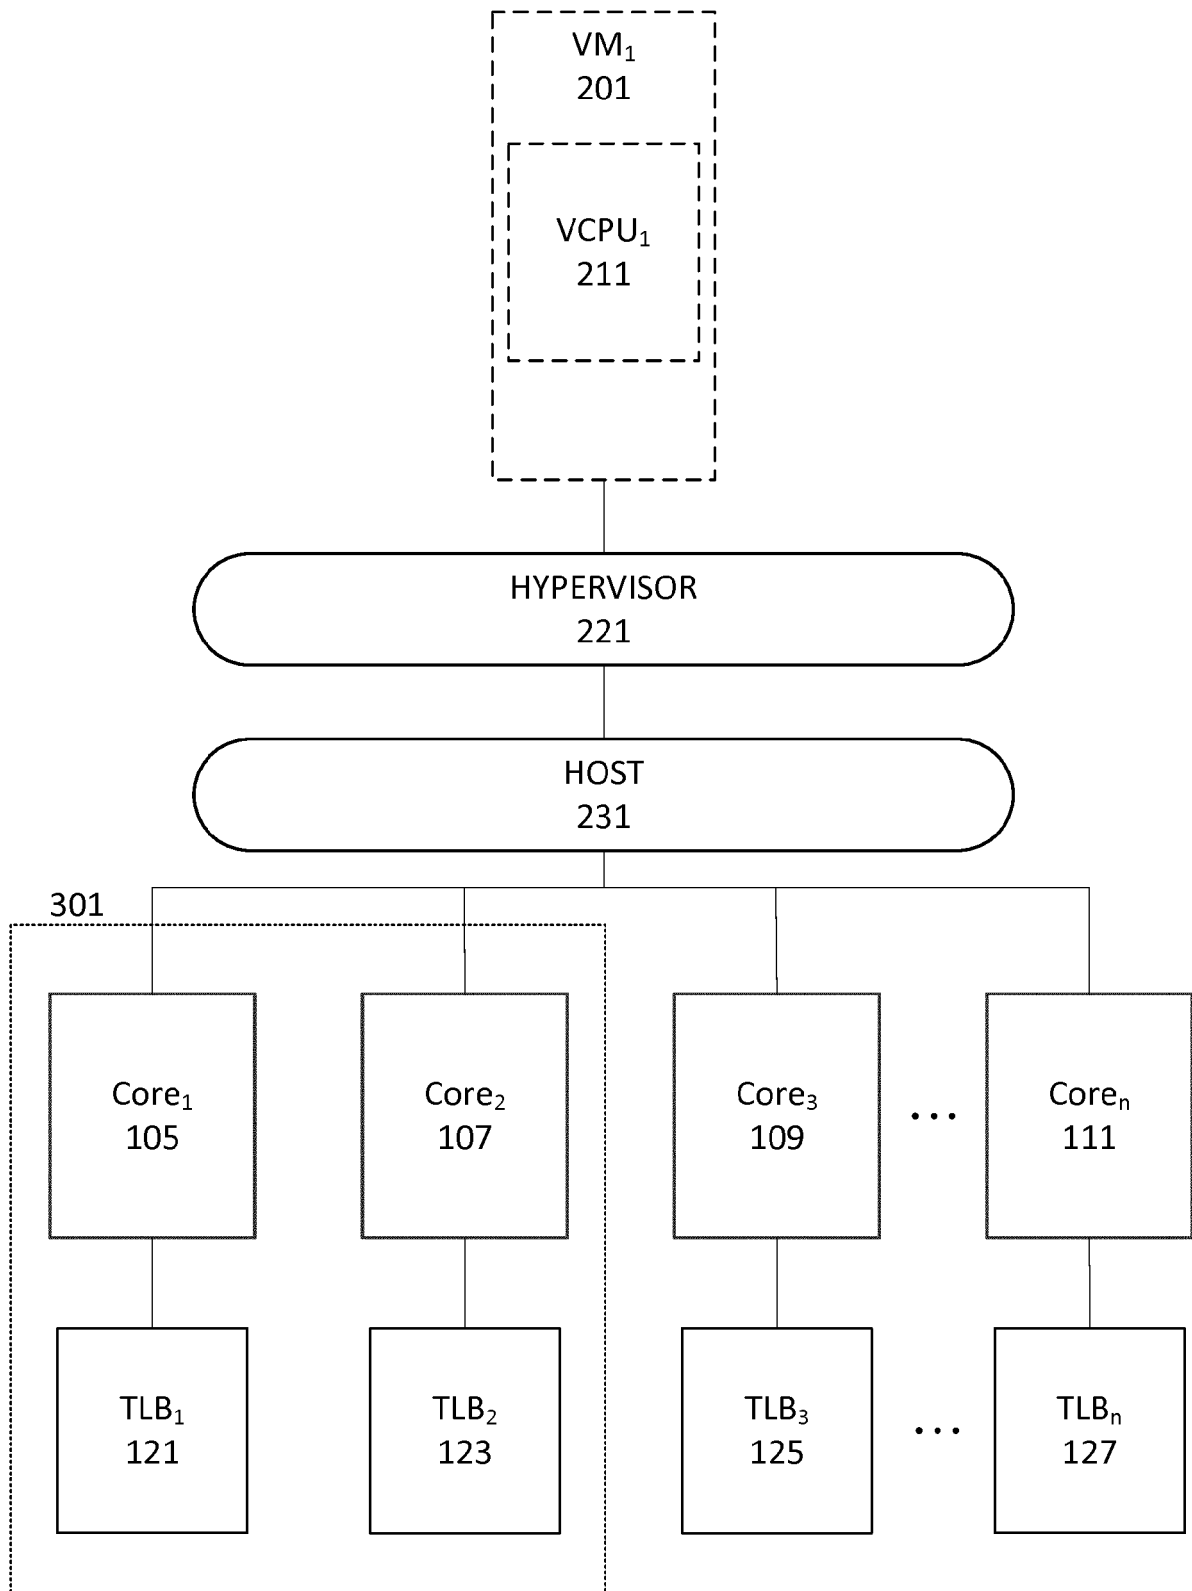 VM₁
201
VCPU₁
211
HYPERVISOR
221
HOST
231
301
Core₁
105
Core₂
107
Core₃
109
...
Coreₙ
111
TLB₁
121
TLB₂
123
TLB₃
125
...
TLBₙ
127